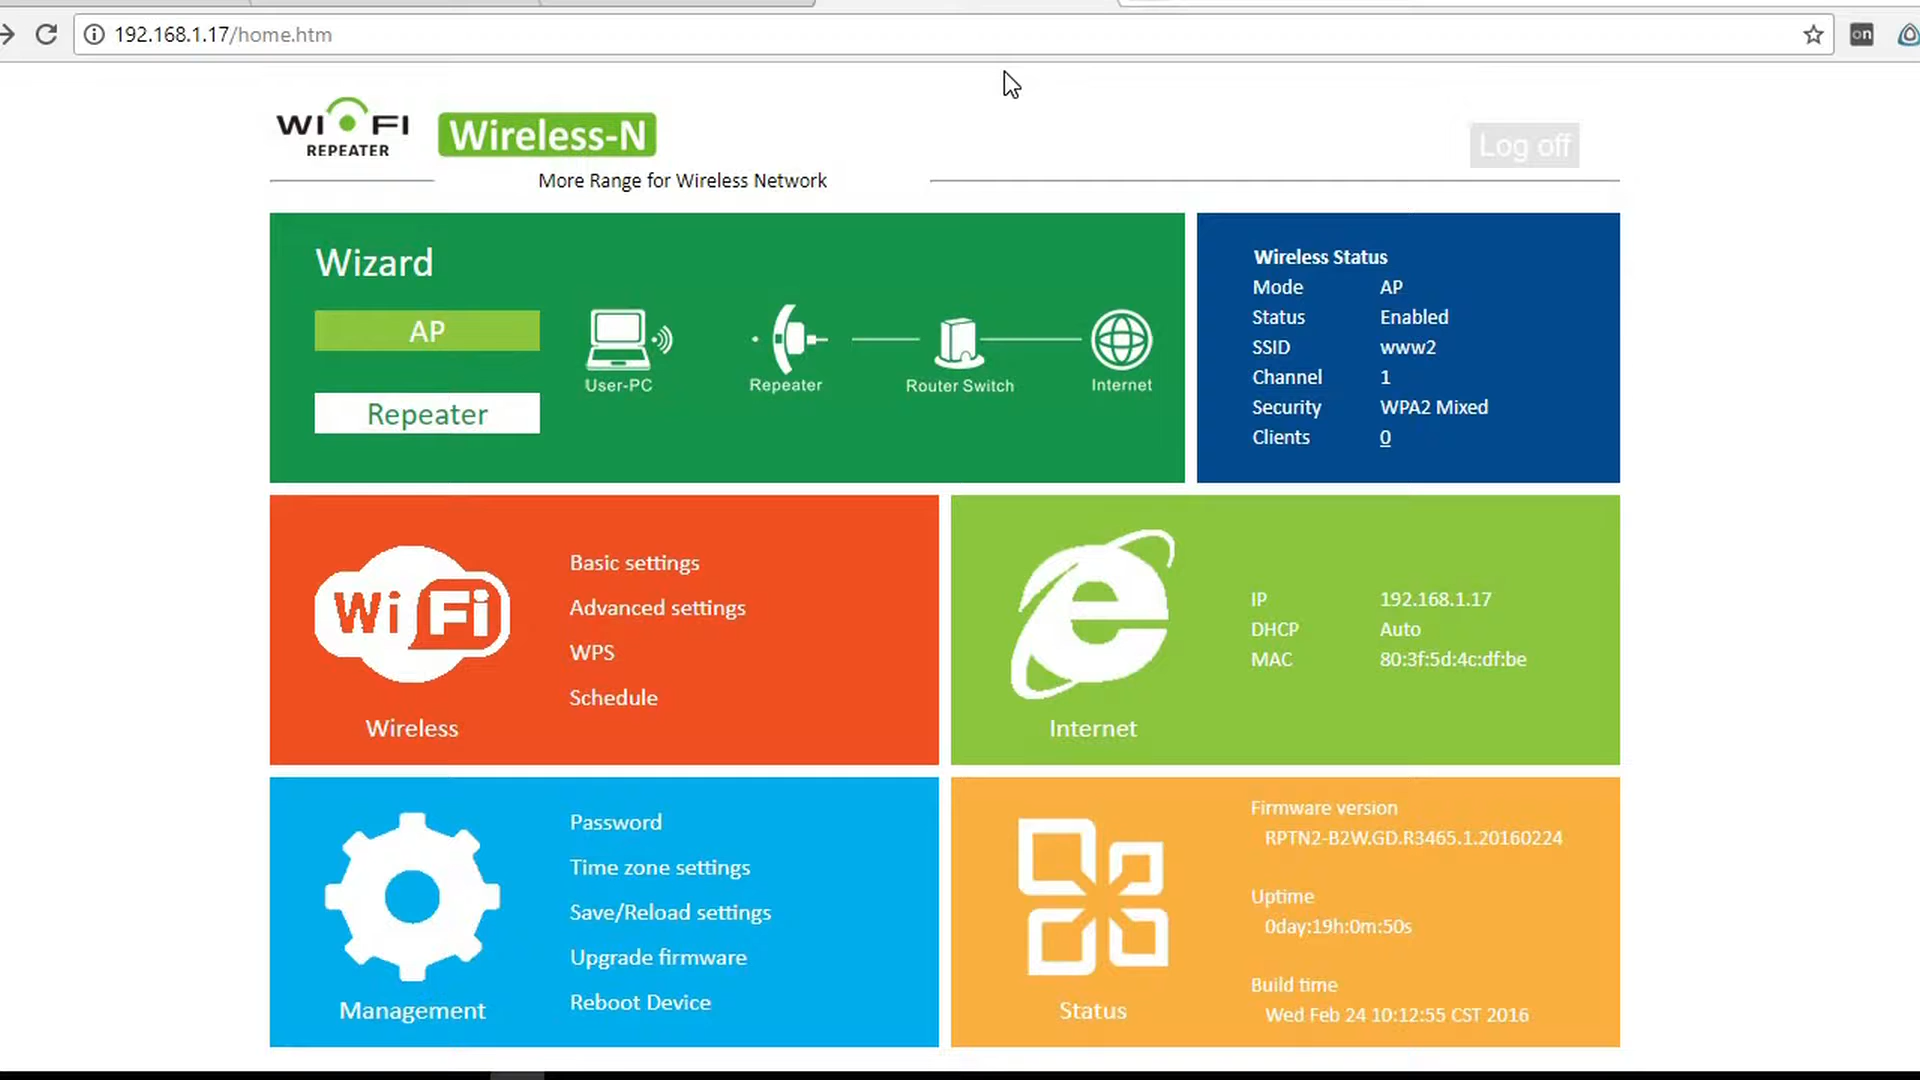 192.168.1.17/home.htm
on
WI FI
REPEATER
Wireless-N
Log off
More Range for Wireless Network
Wizard
AP
Repeater
User-PC
Repeater
Router Switch
Internet
Wireless Status
Mode AP
Status Enabled
SSID www2
Channel 1
Security WPA2 Mixed
Clients 0
Wi Fi
Wireless
Basic settings
Advanced settings
WPS
Schedule
Internet
IP 192.168.1.17
DHCP Auto
MAC 80:3f:5d:4c:df:be
Management
Password
Time zone settings
Save/Reload settings
Upgrade firmware
Reboot Device
Status
Firmware version
RPTN2-B2W.GD.R3465.1.20160224
Uptime
0day:19h:0m:50s
Build time
Wed Feb 24 10:12:55 CST 2016